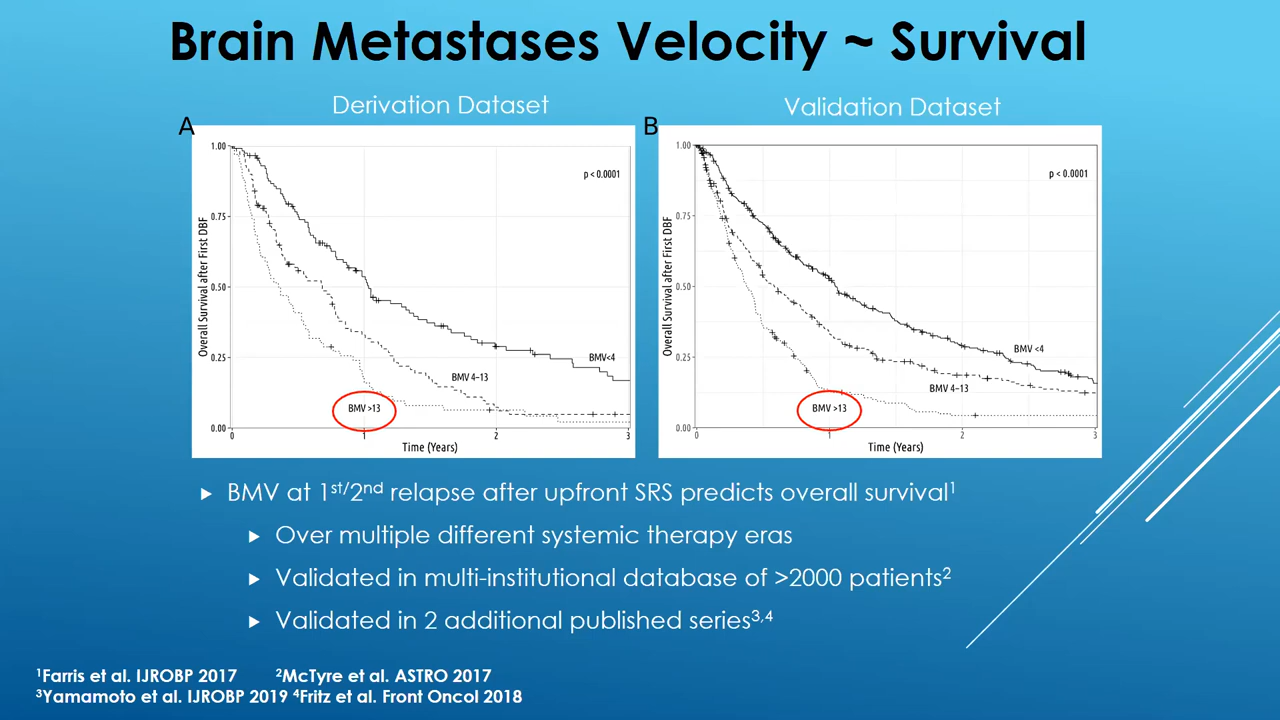 Brain Metastases Velocity ~ Survival
Derivation Dataset
Validation Dataset
A
B
1.00
0.75
0.50
0.25
0.00
Overall Survival after First DBF
p < 0.0001
BMV<4
BMV 4–13
BMV >13
0
1
2
3
Time (Years)
1.00
0.75
0.50
0.25
0.00
Overall Survival after First DBF
p < 0.0001
BMV <4
BMV 4–13
BMV >13
0
1
2
3
Time (Years)
BMV at 1st/2nd relapse after upfront SRS predicts overall survival1
Over multiple different systemic therapy eras
Validated in multi-institutional database of >2000 patients2
Validated in 2 additional published series3,4
1Farris et al. IJROBP 2017 2McTyre et al. ASTRO 2017
3Yamamoto et al. IJROBP 2019 4Fritz et al. Front Oncol 2018